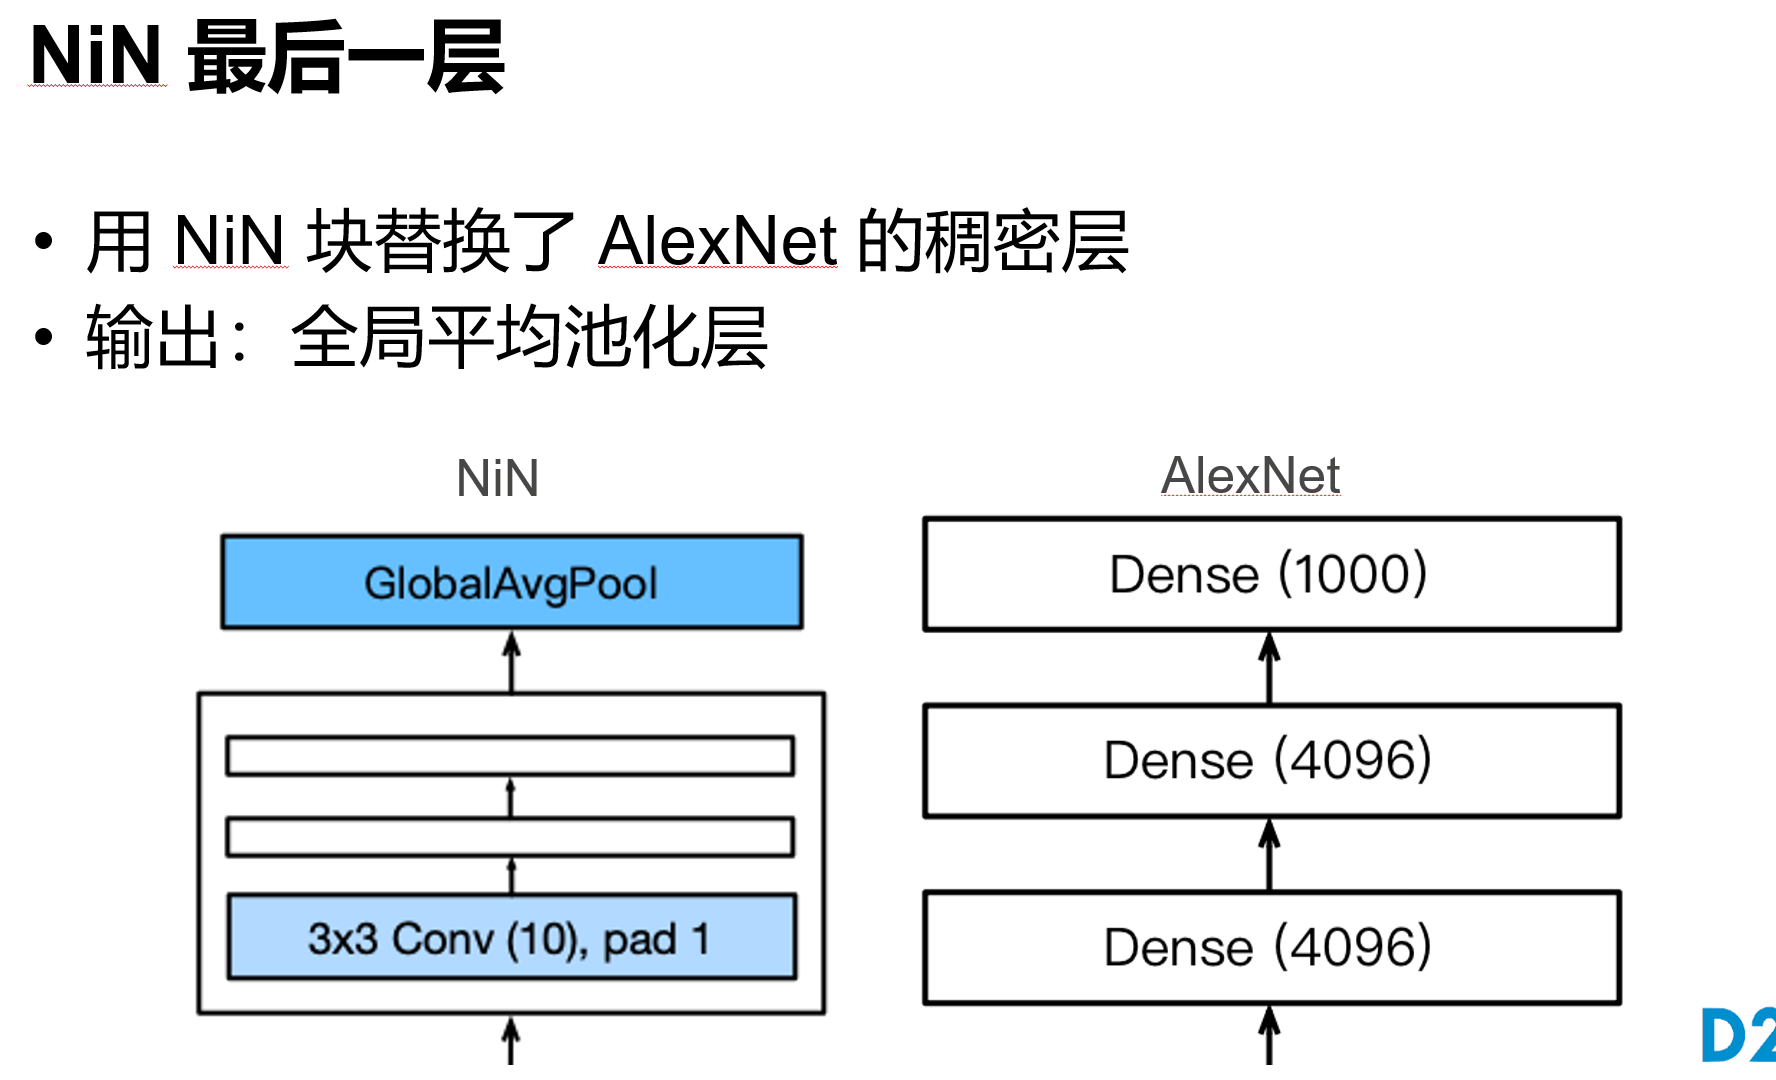 NiN 最后一层
• 用 NiN 块替换了 AlexNet 的稠密层
• 输出：全局平均池化层
NiN
AlexNet
GlobalAvgPool
Dense (1000)
Dense (4096)
3x3 Conv (10), pad 1
Dense (4096)
D2